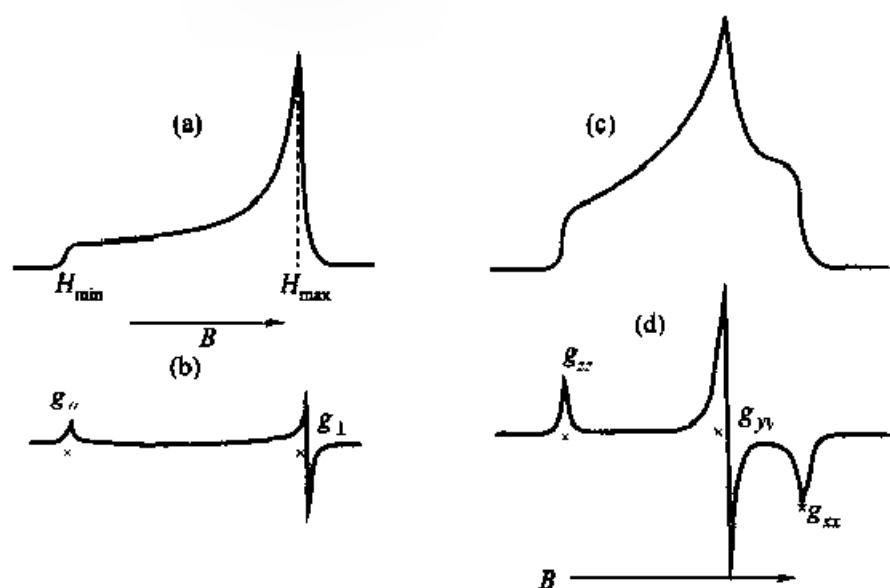 (a)
(c)
H_min
H_max
B
(b)
(d)
g_∥
g_⊥
g_zz
g_yy
g_xx
B